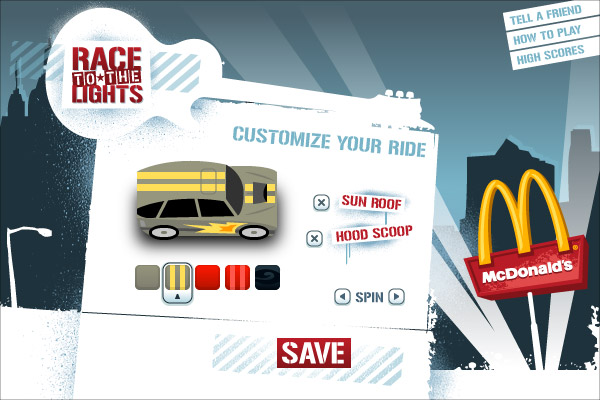 RACE
TO★THE
LIGHTS
TELL A FRIEND
HOW TO PLAY
HIGH SCORES
CUSTOMIZE YOUR RIDE
SUN ROOF
HOOD SCOOP
SPIN
SAVE
McDonald's®